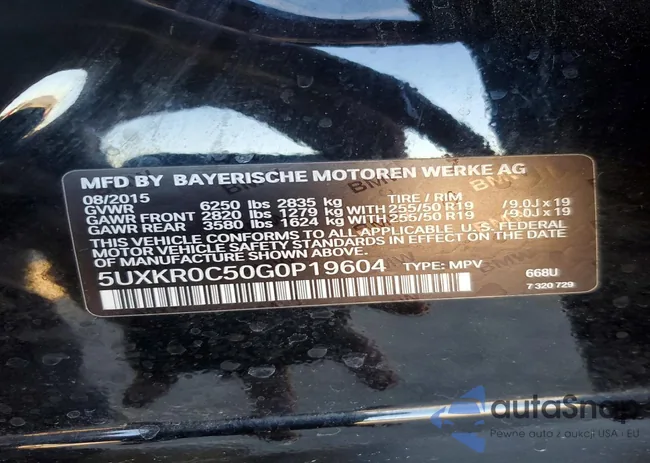 MFD BY BAYERISCHE MOTOREN WERKE AG
08/2015 TIRE / RIM
GVWR 6250 lbs 2835 kg
GAWR FRONT 2820 lbs 1279 kg WITH 255/50 R19 /9.0J x 19
GAWR REAR 3580 lbs 1624 kg WITH 255/50 R19 /9.0J x 19
THIS VEHICLE CONFORMS TO ALL APPLICABLE U.S. FEDERAL
MOTOR VEHICLE SAFETY STANDARDS IN EFFECT ON THE DATE
OF MANUFACTURE SHOWN ABOVE.
5UXKR0C50G0P19604 TYPE: MPV 668U
7 320 729
autaSnap
Pewne auto z aukcji USA i EU